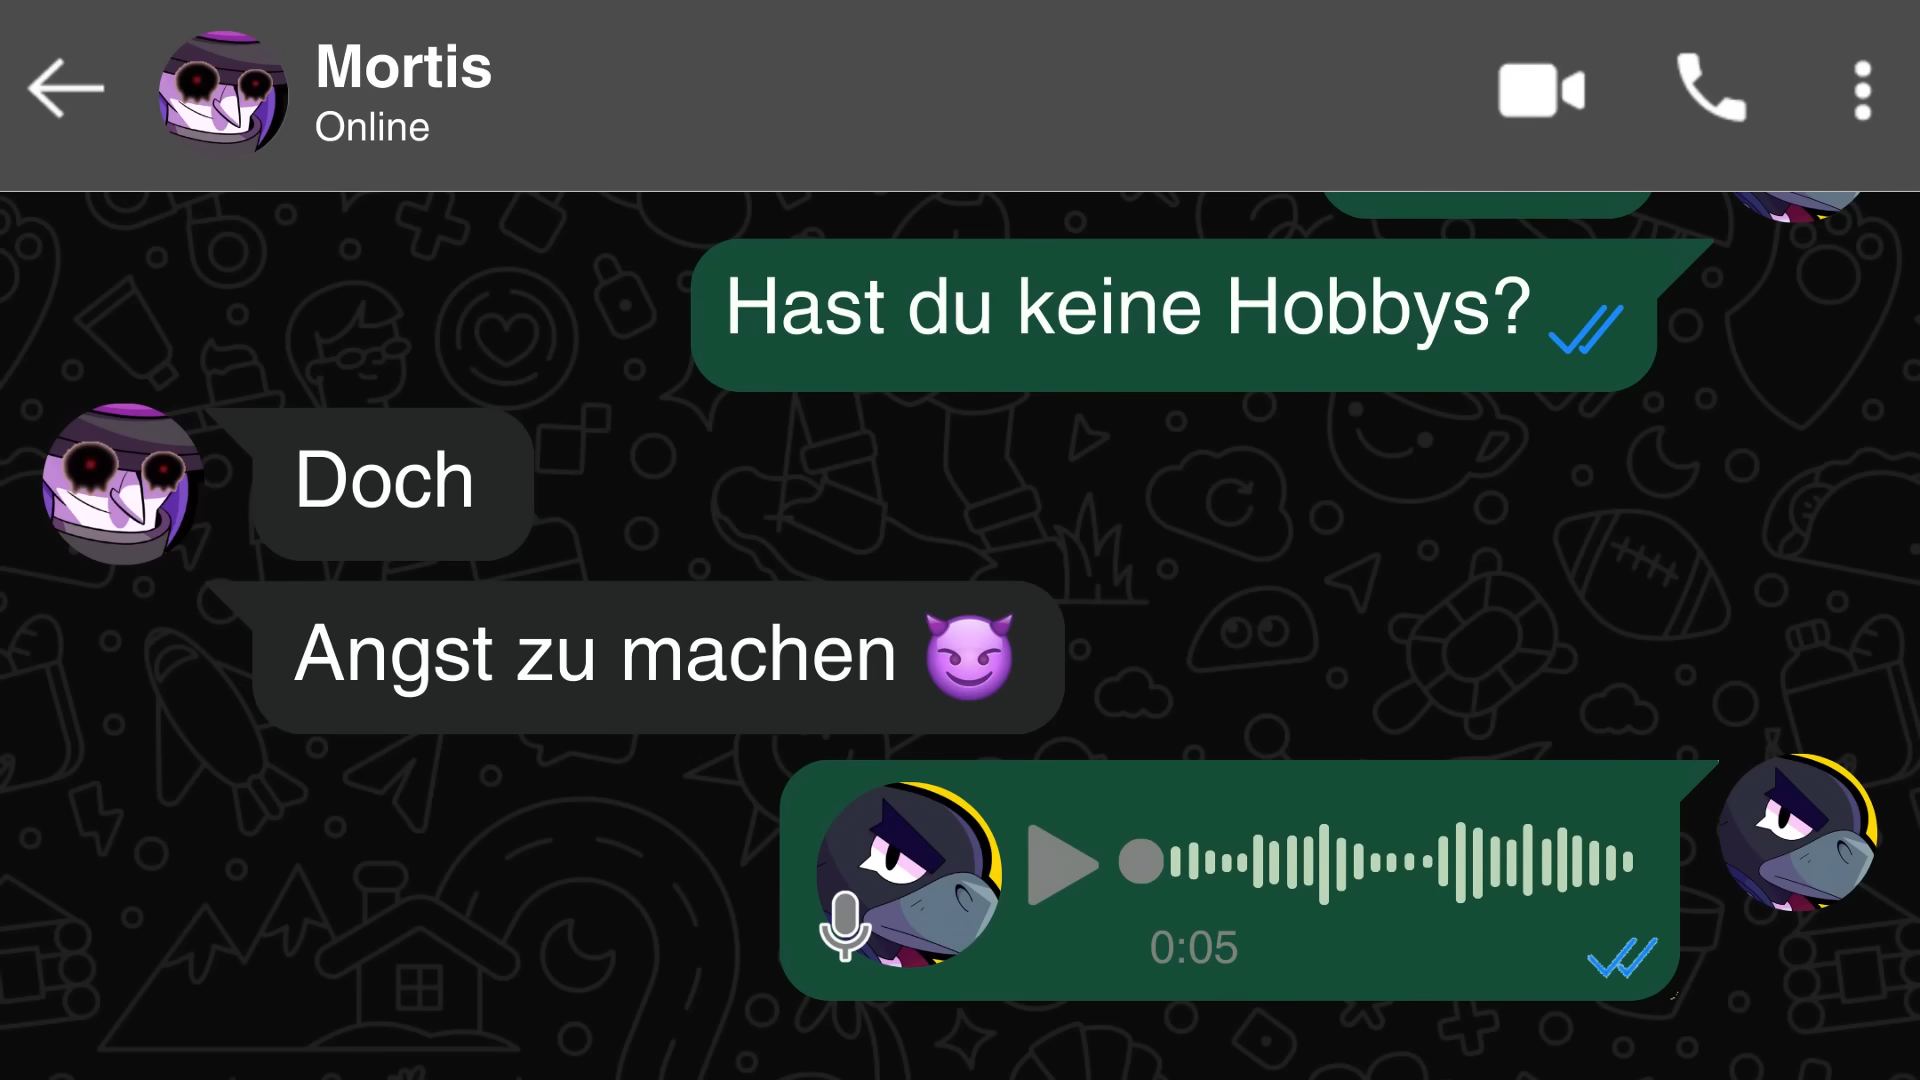 Mortis
Online
Hast du keine Hobbys?
Doch
Angst zu machen 😈
0:05